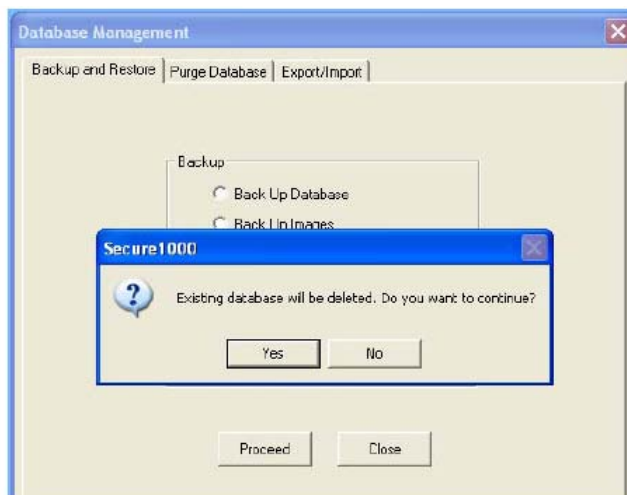 Database Management
Backup and Restore Purge Database Export/Import
Backup
Back Up Database
Back Up Images
Secure1000
Existing database will be deleted. Do you want to continue?
Yes No
Proceed Close